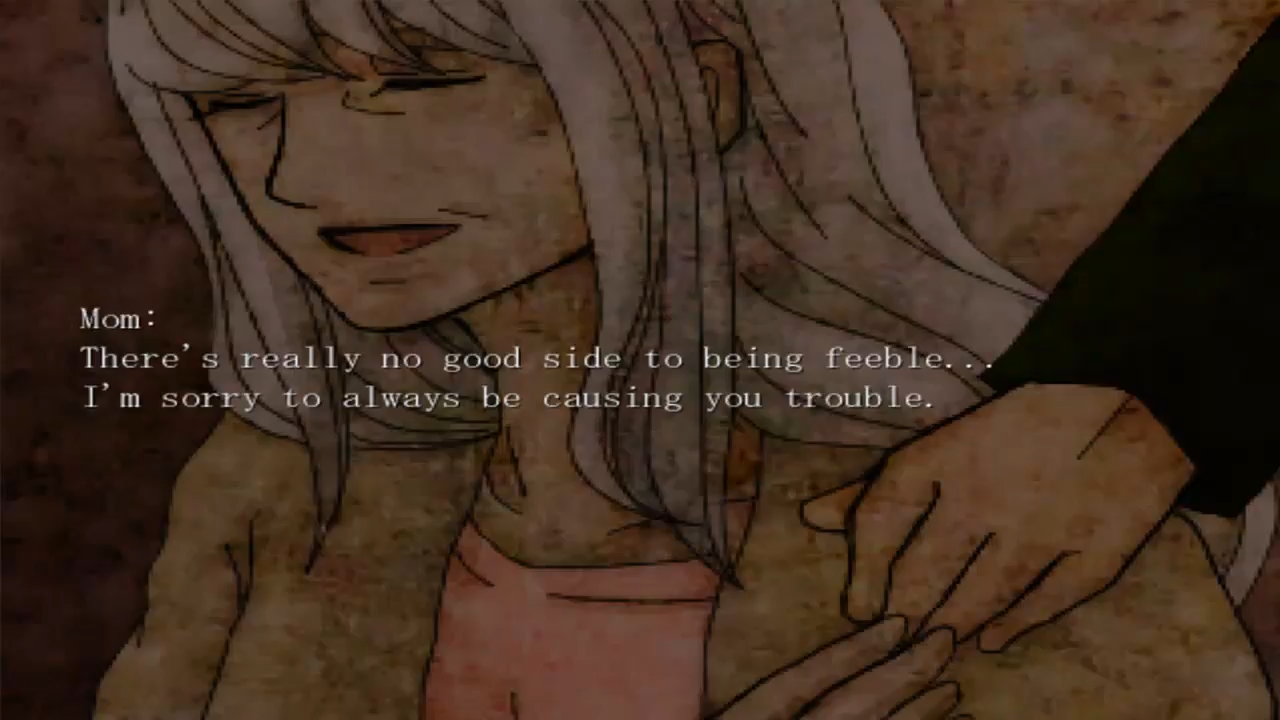 Mom:
There's really no good side to being feeble...
I'm sorry to always be causing you trouble.